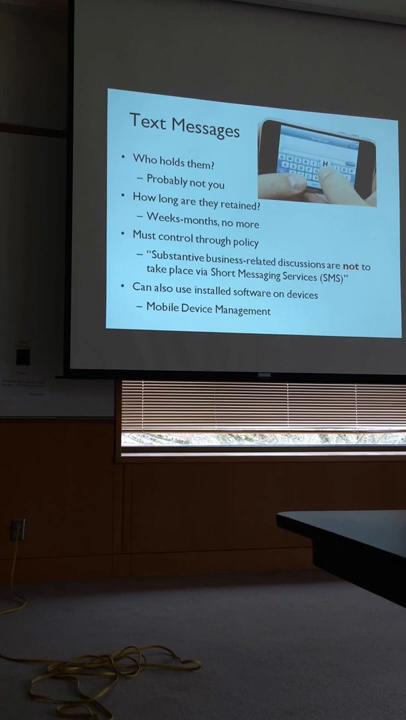 Text Messages
• Who holds them?
– Probably not you
• How long are they retained?
– Weeks-months, no more
• Must control through policy
– "Substantive business-related discussions are not to
take place via Short Messaging Services (SMS)"
• Can also use installed software on devices
– Mobile Device Management